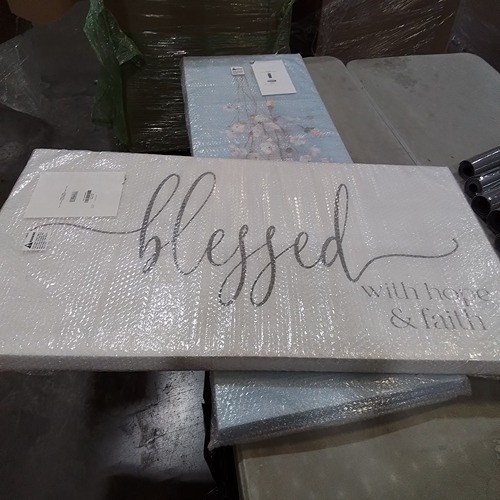 blessed
with hope
& faith